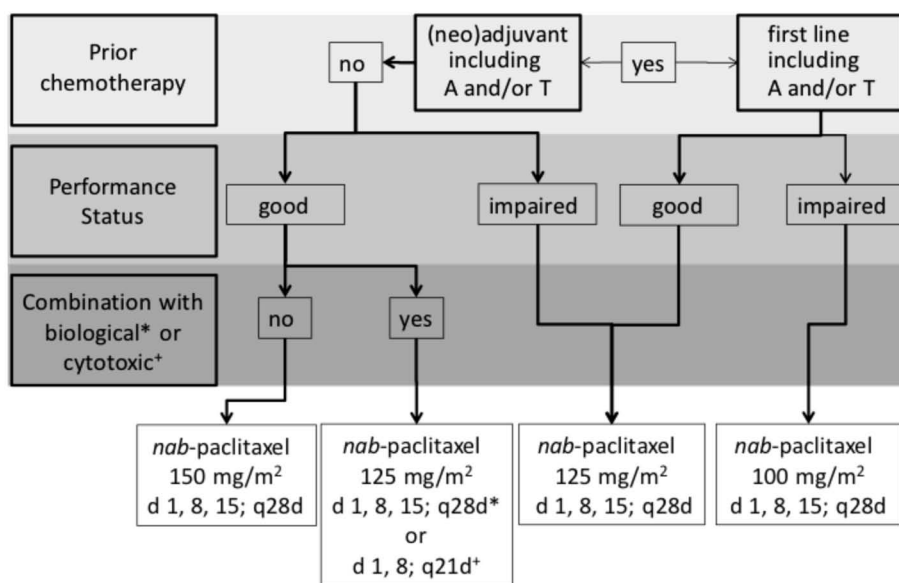 Prior
chemotherapy
no
(neo)adjuvant
including
A and/or T
yes
first line
including
A and/or T
Performance
Status
good
impaired
good
impaired
Combination with
biological* or
cytotoxic⁺
no
yes
nab-paclitaxel
150 mg/m²
d 1, 8, 15; q28d
nab-paclitaxel
125 mg/m²
d 1, 8, 15; q28d*
or
d 1, 8; q21d⁺
nab-paclitaxel
125 mg/m²
d 1, 8, 15; q28d
nab-paclitaxel
100 mg/m²
d 1, 8, 15; q28d